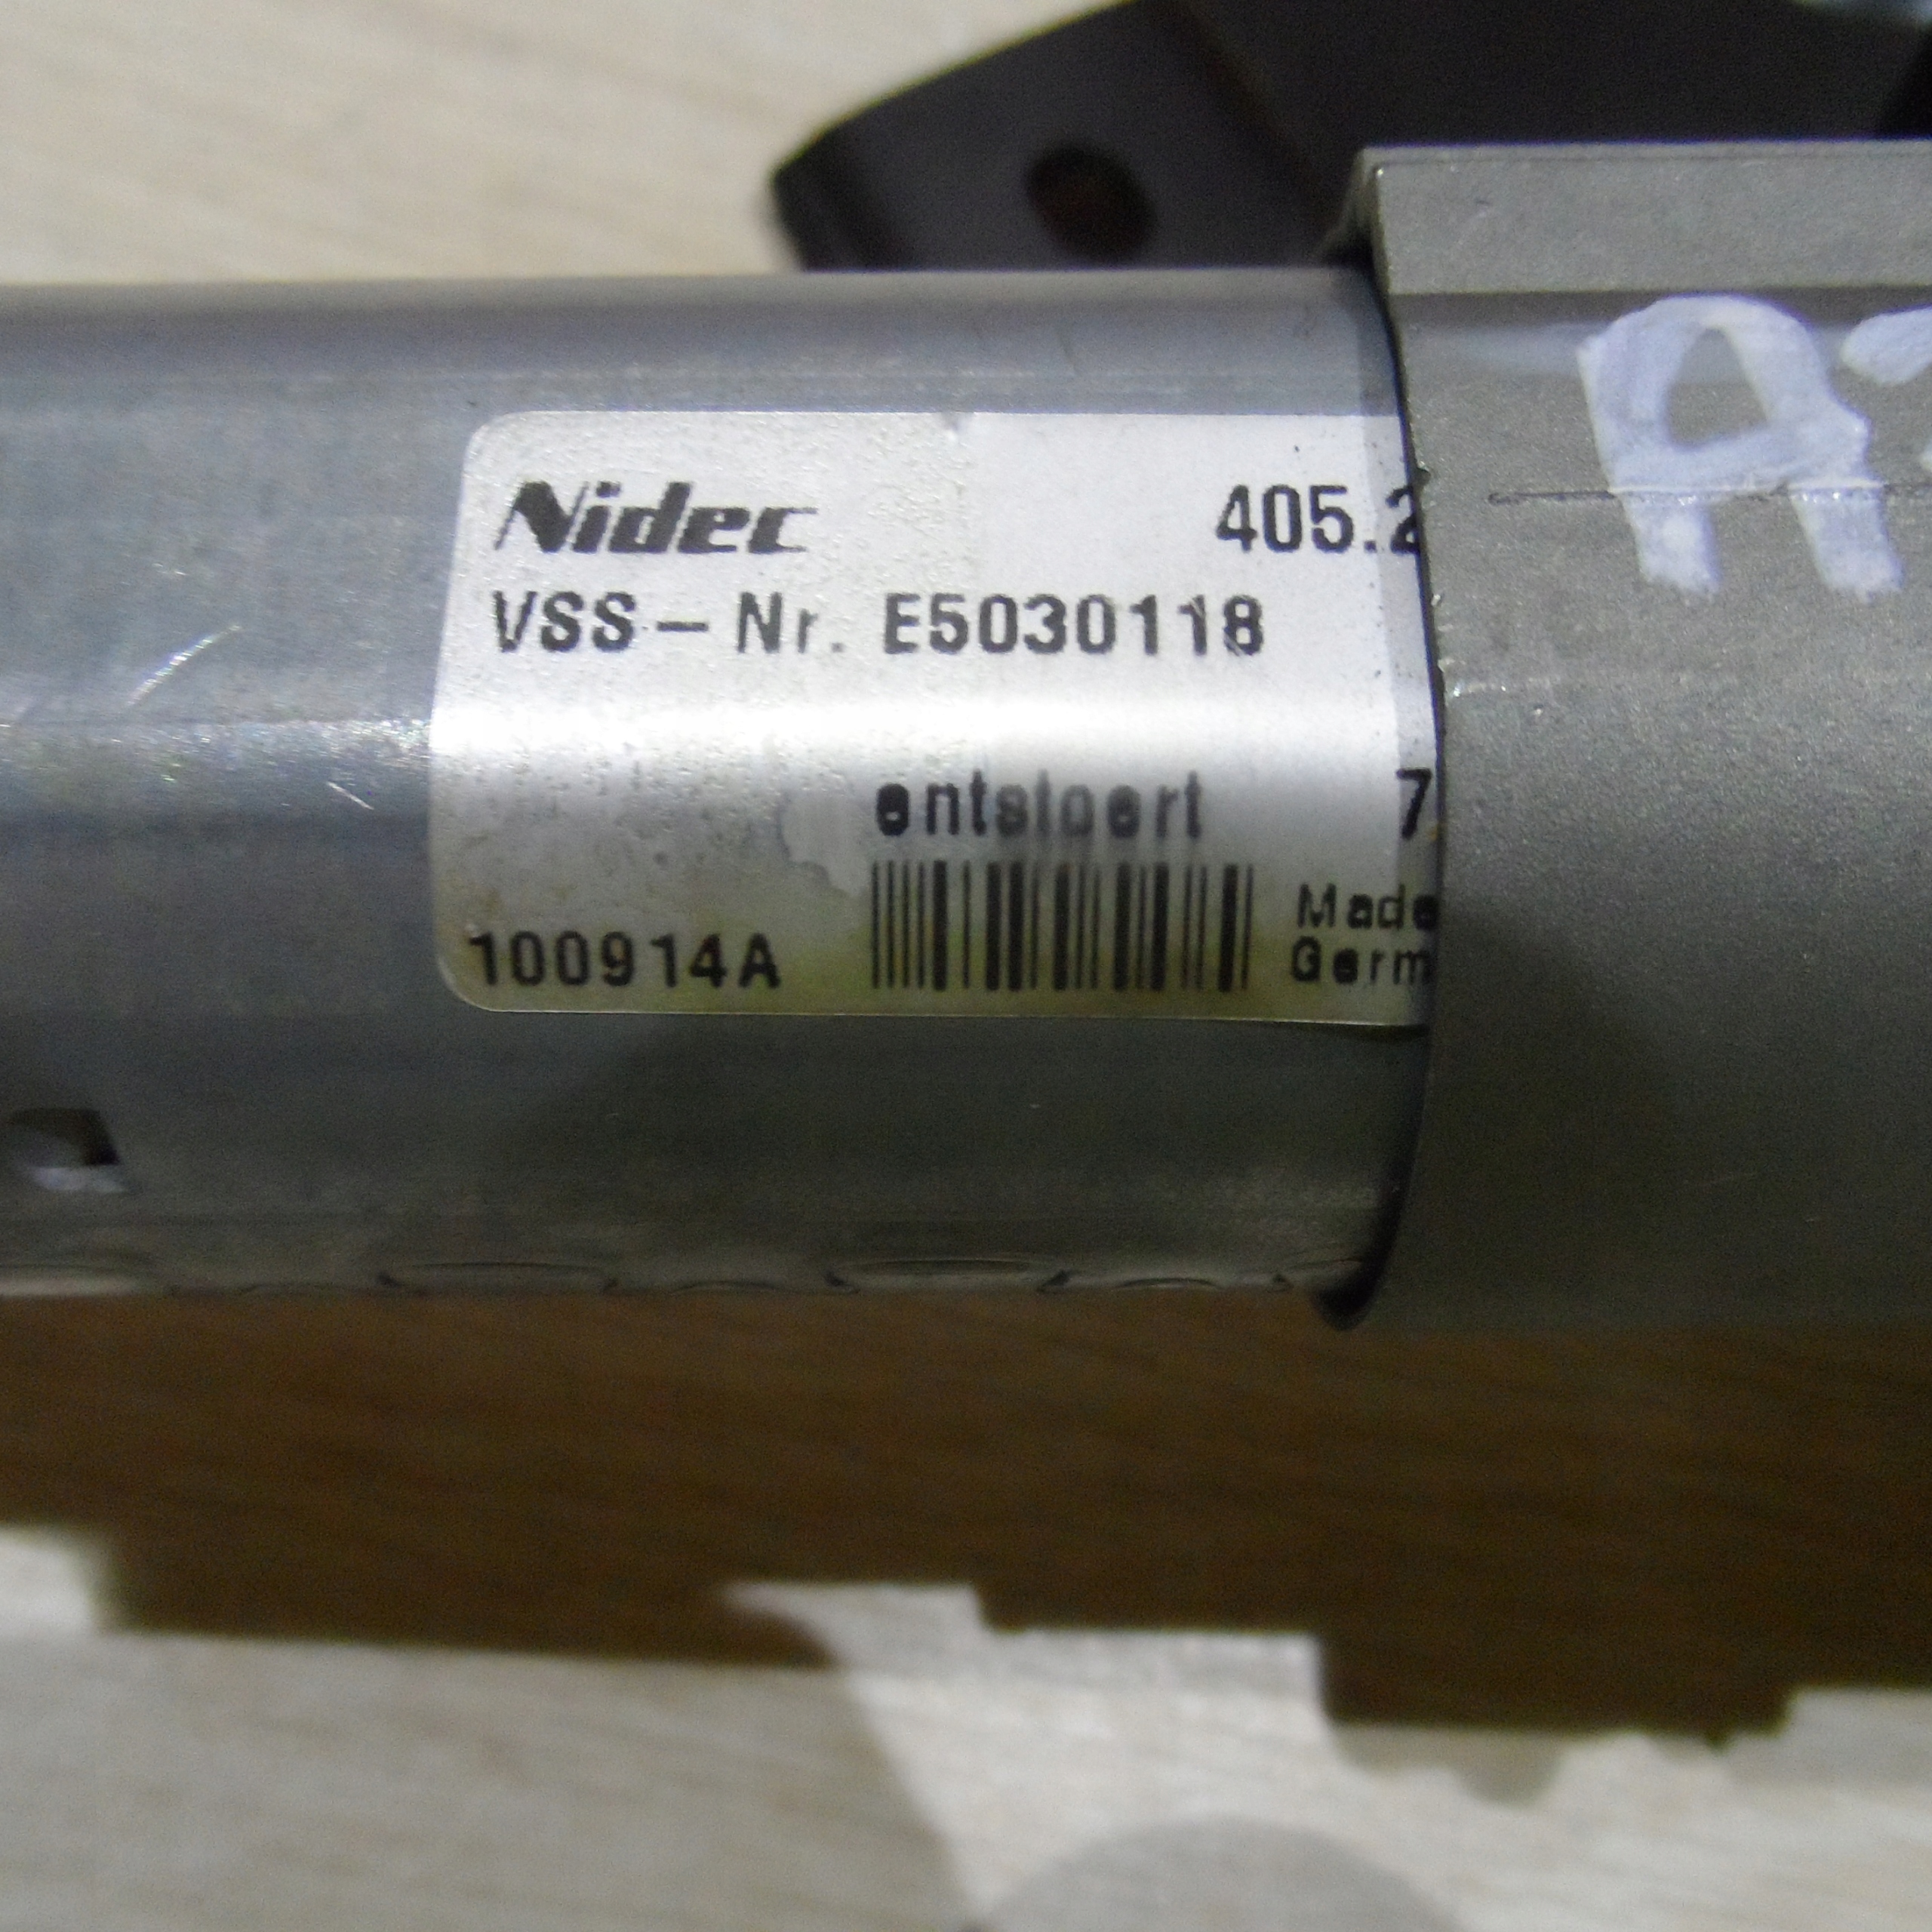 Nidec 405.2
VSS-Nr. E5030118
entstoert 7
Made
100914A Germ
A